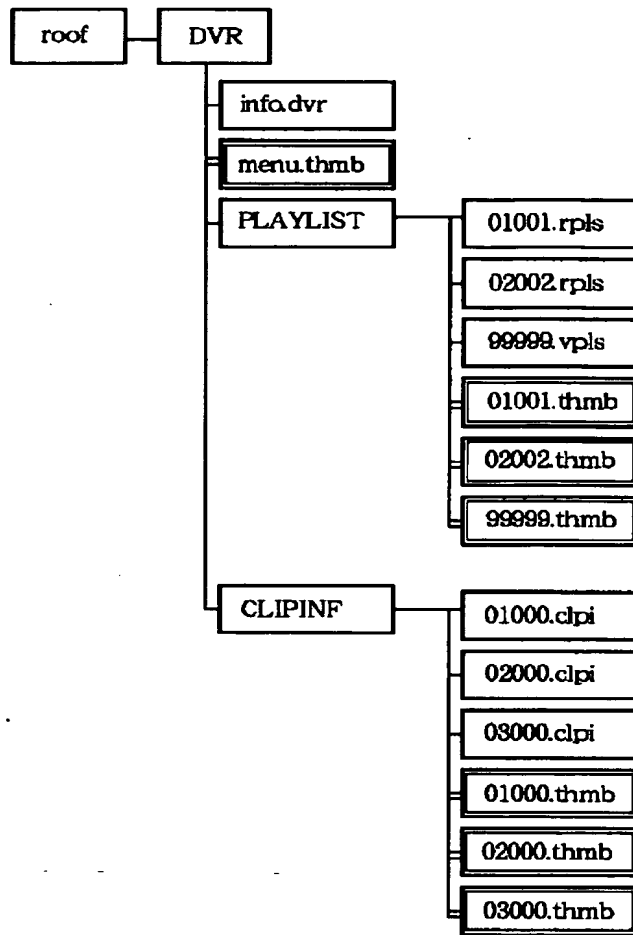 roof
DVR
info.dvr
menu.thmb
PLAYLIST
01001.rpls
02002.rpls
99999.vpls
01001.thmb
02002.thmb
99999.thmb
CLIPINF
01000.clpi
02000.clpi
03000.clpi
01000.thmb
02000.thmb
03000.thmb